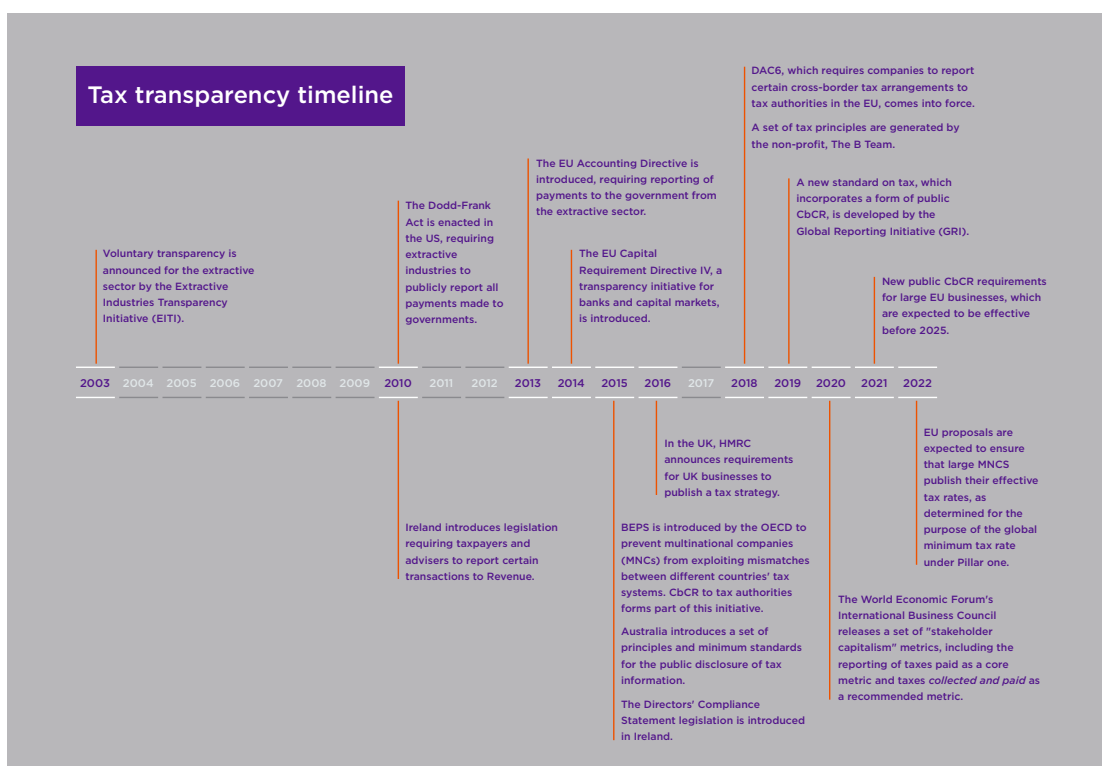 Tax transparency timeline
Voluntary transparency is
announced for the extractive
sector by the Extractive
Industries Transparency
Initiative (EITI).
The Dodd-Frank
Act is enacted in
the US, requiring
extractive
industries to
publicly report all
payments made to
governments.
The EU Accounting Directive is
introduced, requiring reporting of
payments to the government from
the extractive sector.
The EU Capital
Requirement Directive IV, a
transparency initiative for
banks and capital markets,
is introduced.
DAC6, which requires companies to report
certain cross-border tax arrangements to
tax authorities in the EU, comes into force.
A set of tax principles are generated by
the non-profit, The B Team.
A new standard on tax, which
incorporates a form of public
CbCR, is developed by the
Global Reporting Initiative (GRI).
New public CbCR requirements
for large EU businesses, which
are expected to be effective
before 2025.
2003 2004 2005 2006 2007 2008 2009 2010 2011 2012 2013 2014 2015 2016 2017 2018 2019 2020 2021 2022
Ireland introduces legislation
requiring taxpayers and
advisers to report certain
transactions to Revenue.
In the UK, HMRC
announces requirements
for UK businesses to
publish a tax strategy.
BEPS is introduced by the OECD to
prevent multinational companies
(MNCs) from exploiting mismatches
between different countries' tax
systems. CbCR to tax authorities
forms part of this initiative.
Australia introduces a set of
principles and minimum standards
for the public disclosure of tax
information.
The Directors' Compliance
Statement legislation is introduced
in Ireland.
EU proposals are
expected to ensure
that large MNCS
publish their effective
tax rates, as
determined for the
purpose of the global
minimum tax rate
under Pillar one.
The World Economic Forum's
International Business Council
releases a set of "stakeholder
capitalism" metrics, including the
reporting of taxes paid as a core
metric and taxes collected and paid as
a recommended metric.